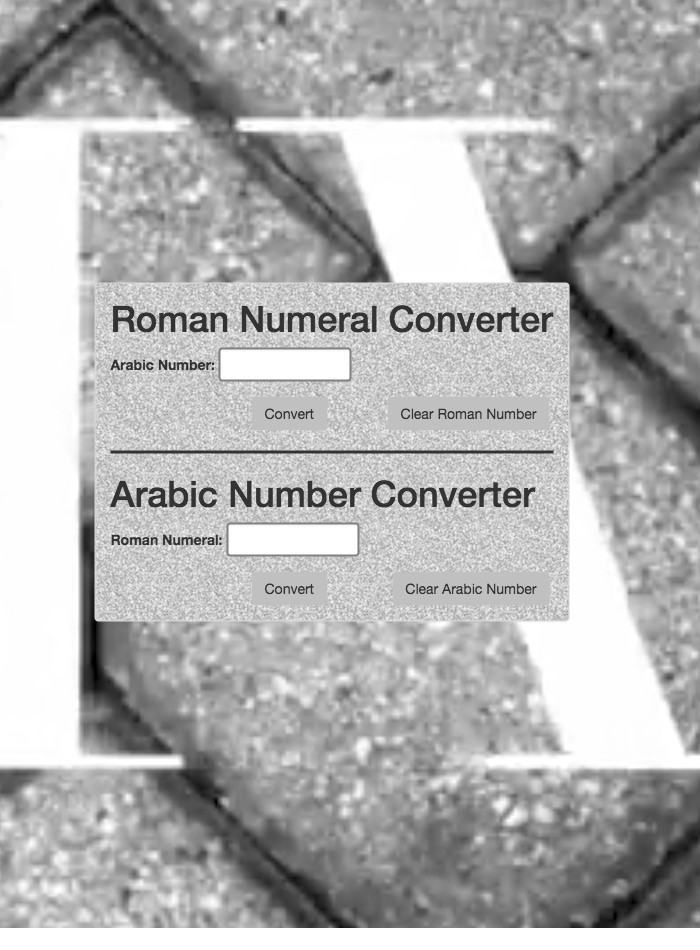 Roman Numeral Converter
Arabic Number:
Convert Clear Roman Number
Arabic Number Converter
Roman Numeral:
Convert Clear Arabic Number